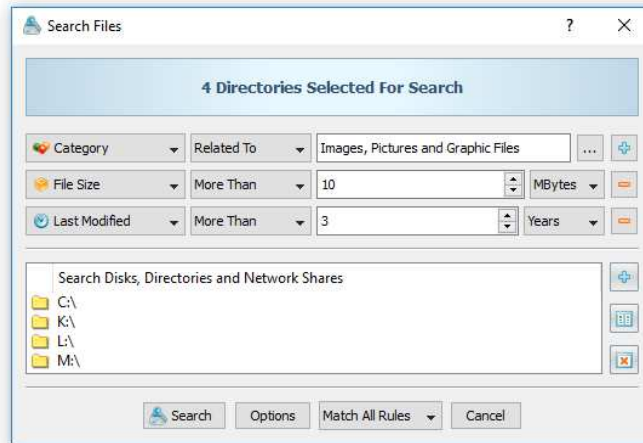 Search Files ?
4 Directories Selected For Search
Category Related To Images, Pictures and Graphic Files ...
File Size More Than 10 MBytes
Last Modified More Than 3 Years
Search Disks, Directories and Network Shares
C:\
K:\
L:\
M:\
Search Options Match All Rules Cancel